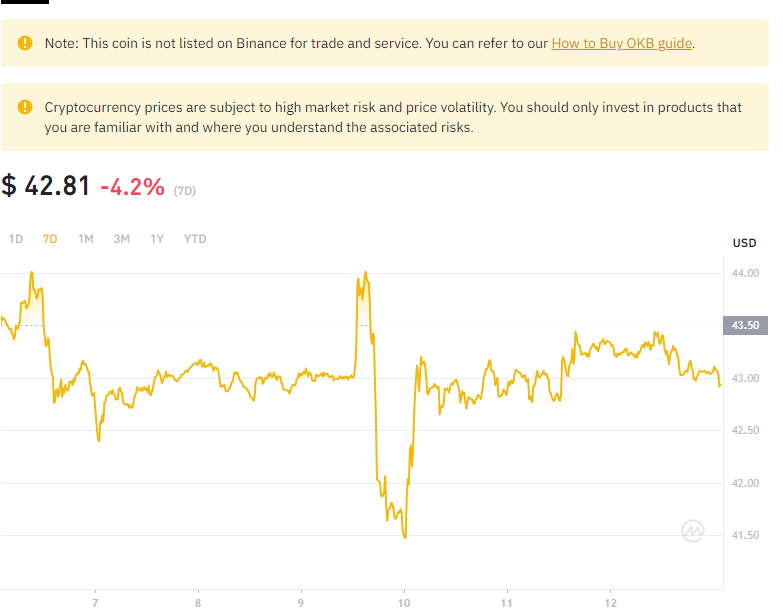 Note: This coin is not listed on Binance for trade and service. You can refer to our How to Buy OKB guide.
Cryptocurrency prices are subject to high market risk and price volatility. You should only invest in products that
you are familiar with and where you understand the associated risks.
$ 42.81 -4.2% (7D)
1D 7D 1M 3M 1Y YTD
USD
44.00
43.50
43.00
42.50
42.00
41.50
7 8 9 10 11 12